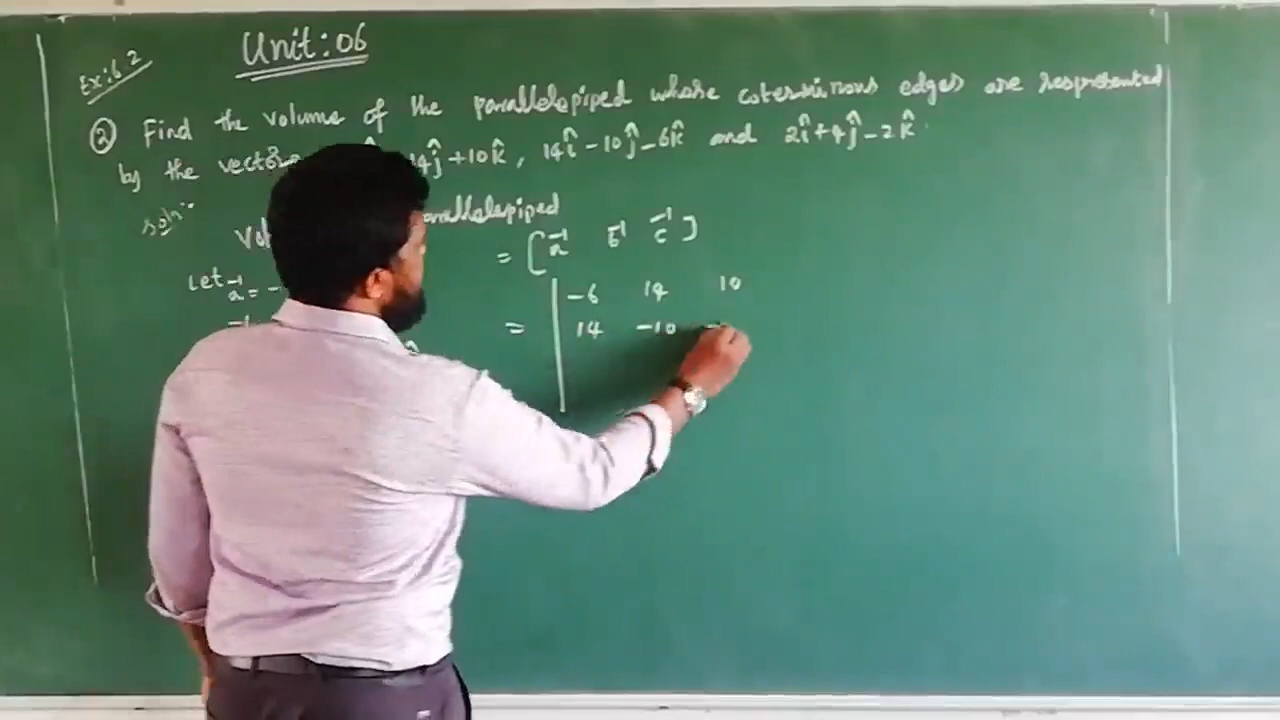 Ex: 6.2
Unit: 06
② Find the volume of the parallelepiped whose coterminous edges are respresented
by the vectors 14ĵ+10k̂, 14î-10ĵ-6k̂ and 2î+4ĵ-2k̂.
soln:
parallelepiped
= [a⃗ b⃗ c⃗]
Let a⃗ = -
-6 14 10
= 14 -10